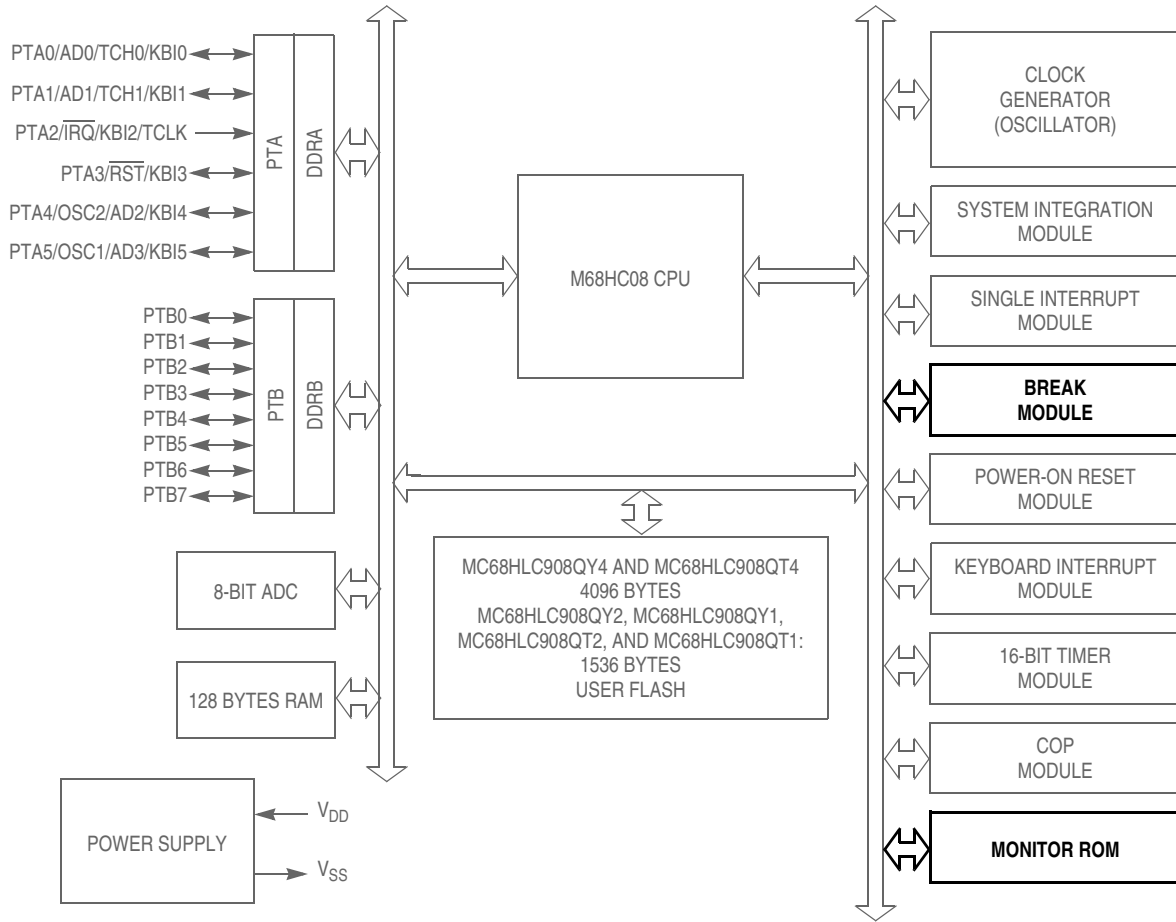 PTA0/AD0/TCH0/KBI0
PTA1/AD1/TCH1/KBI1
PTA2/IRQ/KBI2/TCLK
PTA3/RST/KBI3
PTA4/OSC2/AD2/KBI4
PTA5/OSC1/AD3/KBI5
PTA
DDRA
PTB0
PTB1
PTB2
PTB3
PTB4
PTB5
PTB6
PTB7
PTB
DDRB
8-BIT ADC
128 BYTES RAM
POWER SUPPLY
VDD
VSS
M68HC08 CPU
MC68HLC908QY4 AND MC68HLC908QT4
4096 BYTES
MC68HLC908QY2, MC68HLC908QY1,
MC68HLC908QT2, AND MC68HLC908QT1:
1536 BYTES
USER FLASH
CLOCK
GENERATOR
(OSCILLATOR)
SYSTEM INTEGRATION
MODULE
SINGLE INTERRUPT
MODULE
BREAK
MODULE
POWER-ON RESET
MODULE
KEYBOARD INTERRUPT
MODULE
16-BIT TIMER
MODULE
COP
MODULE
MONITOR ROM